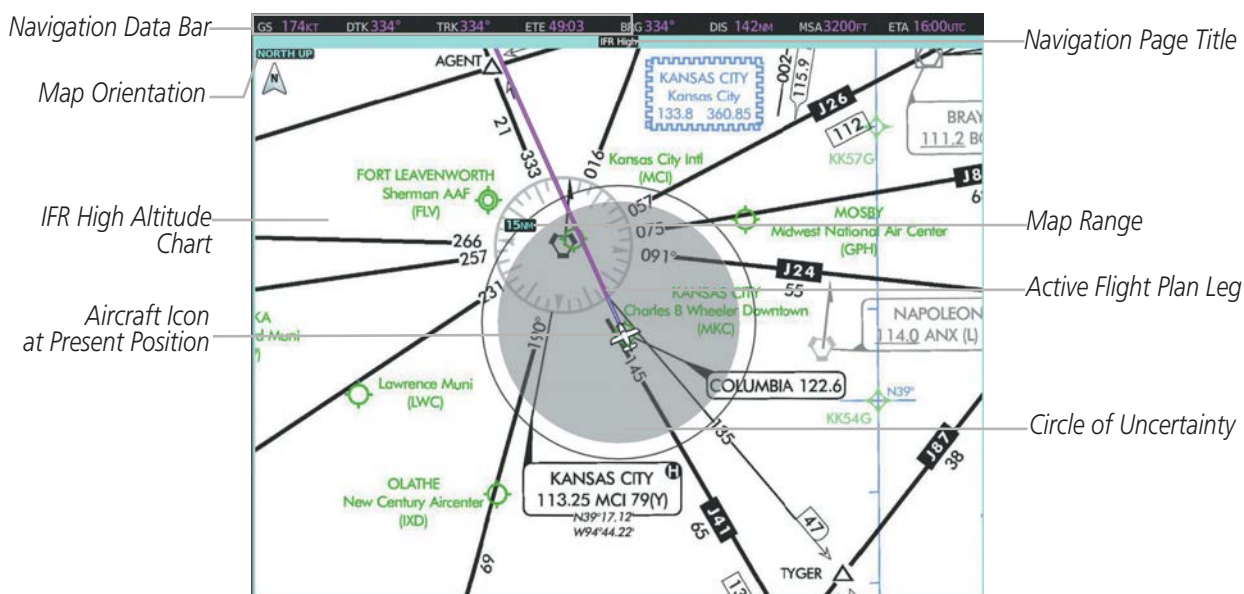 Navigation Data Bar
GS 174KT DTK 334° TRK 334° ETE 49:03 BRG 334° DIS 142NM MSA 3200FT ETA 16:00UTC
IFR High
Navigation Page Title
NORTH UP
N
Map Orientation
AGENT
KANSAS CITY
Kansas City
133.8 360.85
002
115.9
J26
112
KK57G
BRAY
111.2
21
333
016
Kansas City Intl
(MCI)
FORT LEAVENWORTH
Sherman AAF
(FLV)
057
075
091°
MOSBY
Midwest National Air Center
(GPH)
IFR High Altitude
Chart
15NM
Map Range
266
257
231
J24
55
Active Flight Plan Leg
KANSAS CITY
Charles B Wheeler Downtown
(MKC)
NAPOLEON
114.0 ANX (L)
Aircraft Icon
at Present Position
KA
d Muni
190°
145
COLUMBIA 122.6
N39°
KK54G
Lawrence Muni
(LWC)
135
Circle of Uncertainty
J87
38
KANSAS CITY
H
113.25 MCI 79(Y)
N39°17.12'
W94°44.22'
OLATHE
New Century Aircenter
(IXD)
J41
65
47
69
TYGER